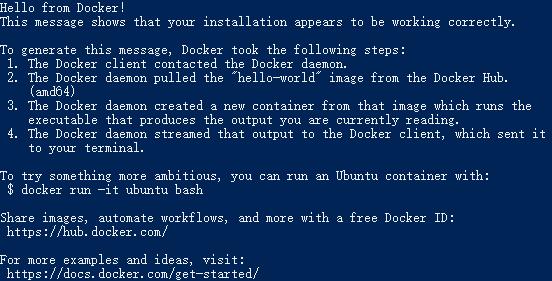 Hello from Docker!
This message shows that your installation appears to be working correctly.
To generate this message, Docker took the following steps:
1. The Docker client contacted the Docker daemon.
2. The Docker daemon pulled the "hello-world" image from the Docker Hub.
(amd64)
3. The Docker daemon created a new container from that image which runs the
executable that produces the output you are currently reading.
4. The Docker daemon streamed that output to the Docker client, which sent it
to your terminal.
To try something more ambitious, you can run an Ubuntu container with:
$ docker run -it ubuntu bash
Share images, automate workflows, and more with a free Docker ID:
https://hub.docker.com/
For more examples and ideas, visit:
https://docs.docker.com/get-started/